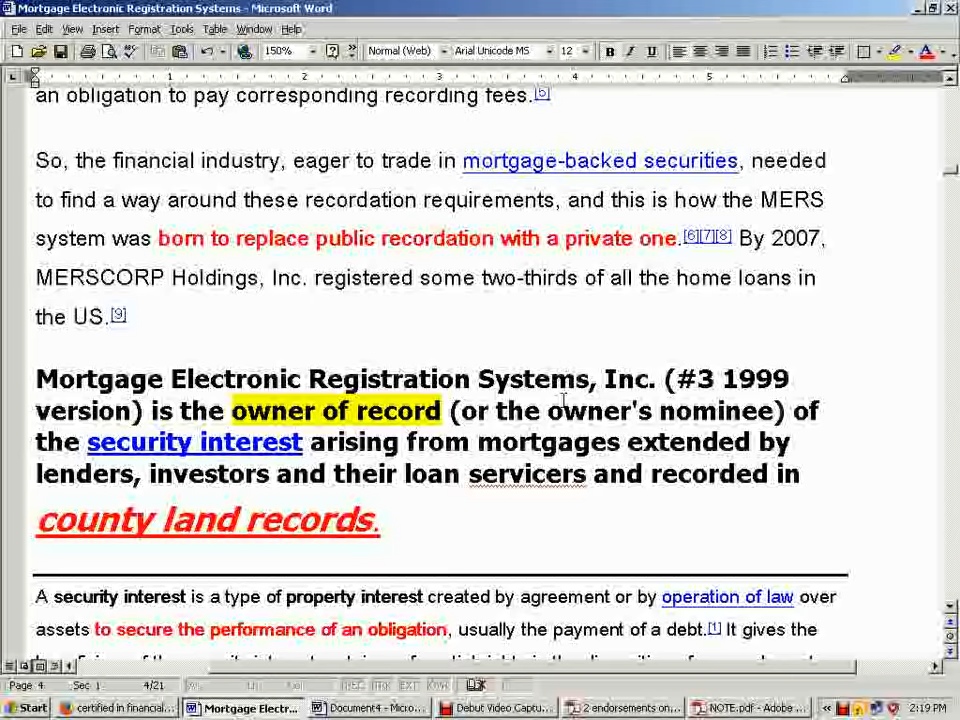 Mortgage Electronic Registration Systems - Microsoft Word
File Edit View Insert Format Tools Table Window Help
150% Normal (Web) Arial Unicode MS 12 B I U A
1 2 3 4 5
an obligation to pay corresponding recording fees.[5]
So, the financial industry, eager to trade in mortgage-backed securities, needed
to find a way around these recordation requirements, and this is how the MERS
system was born to replace public recordation with a private one.[6][7][8] By 2007,
MERSCORP Holdings, Inc. registered some two-thirds of all the home loans in
the US.[9]
Mortgage Electronic Registration Systems, Inc. (#3 1999
version) is the owner of record (or the owner's nominee) of
the security interest arising from mortgages extended by
lenders, investors and their loan servicers and recorded in
county land records.
A security interest is a type of property interest created by agreement or by operation of law over
assets to secure the performance of an obligation, usually the payment of a debt.[1] It gives the
Page 4 Sec 1 4/21 REC TRK EXT OVR
Start certified in financial... Mortgage Electr... Document4 - Micro... Debut Video Captu... 2 endorsements on... NOTE.pdf - Adobe... « 2:19 PM